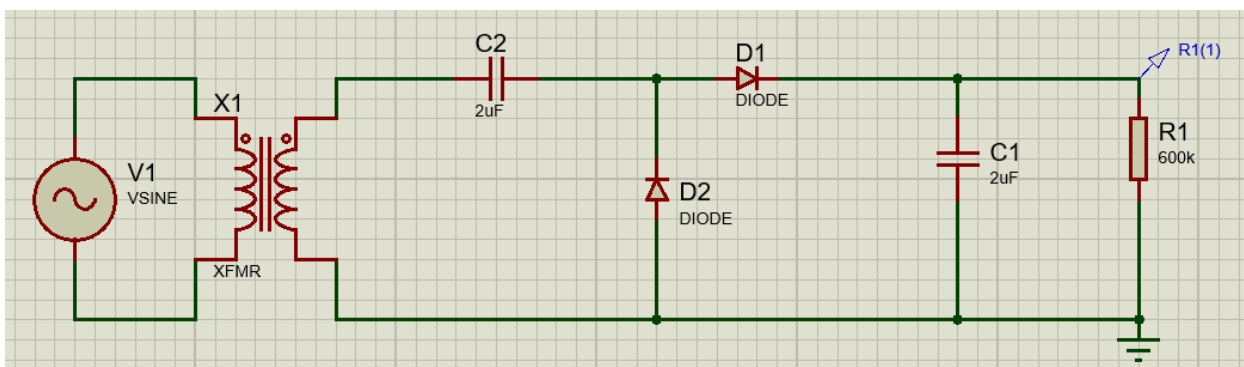 C2
2uF
D1
DIODE
R1(1)
X1
XFMR
V1
VSINE
D2
DIODE
C1
2uF
R1
600k